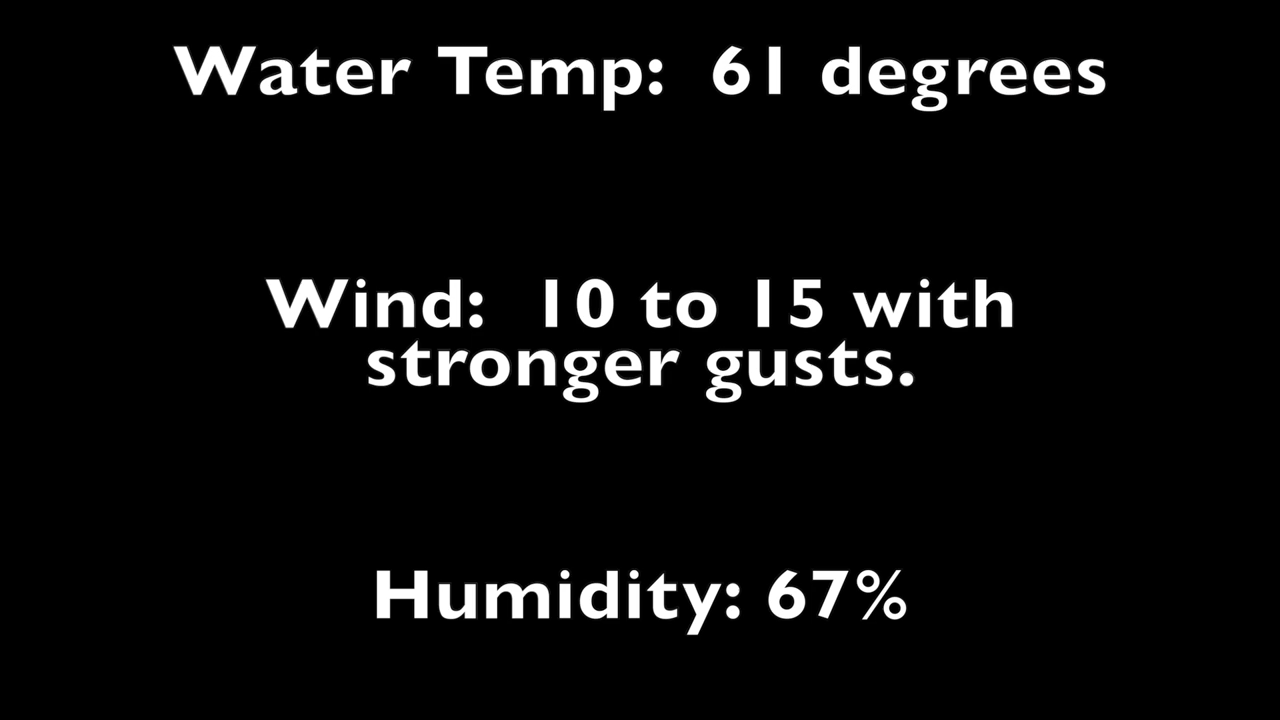 Water Temp:  61 degrees
Wind:  10 to 15 with
stronger gusts.
Humidity: 67%